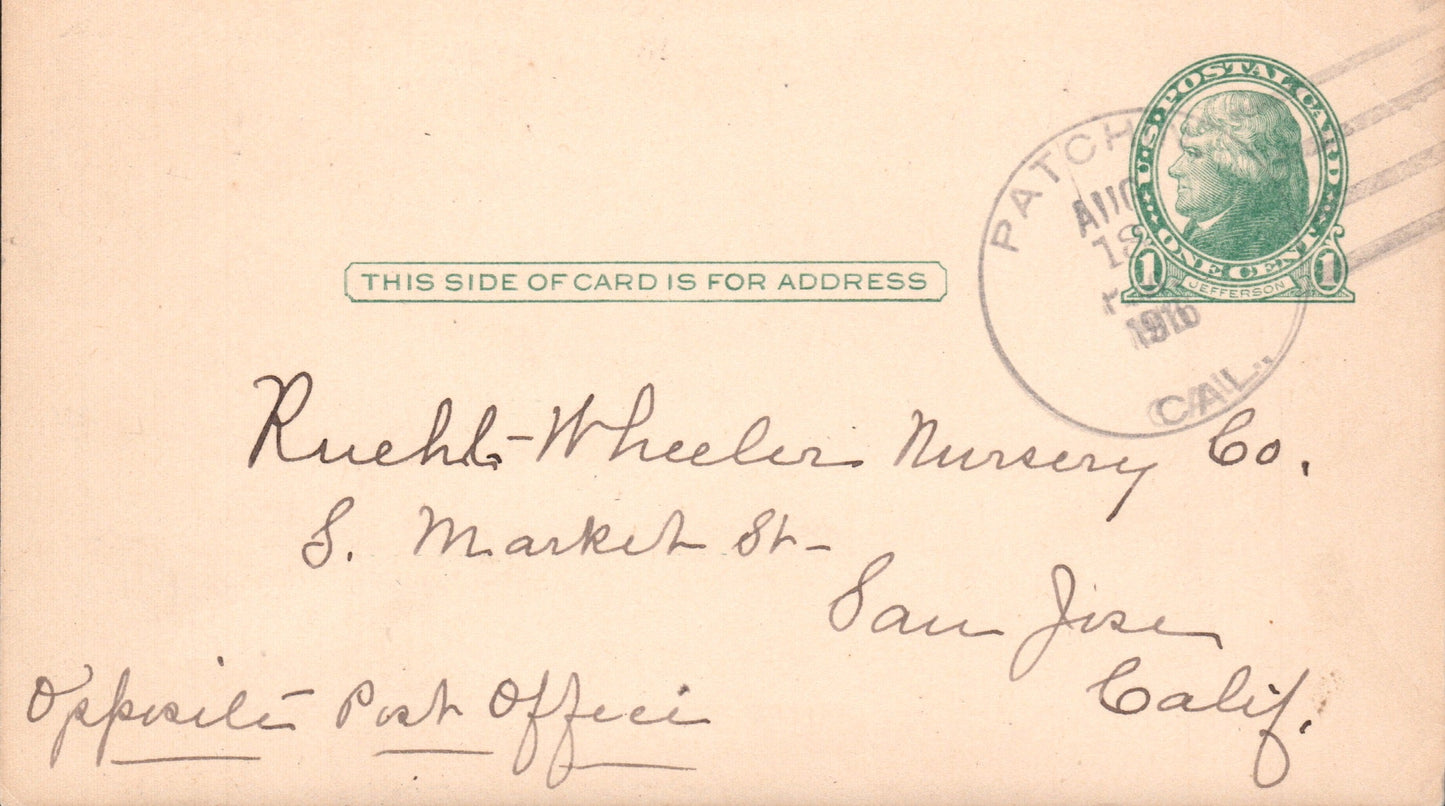 U.S. POSTAL CARD
ONE CENT
1 JEFFERSON 1
PATCH
AUG
1916
CAL.
THIS SIDE OF CARD IS FOR ADDRESS
Ruehl-Wheeler Nursery Co.
S. Market St-
San Jose
Calif.
Opposite Post Office